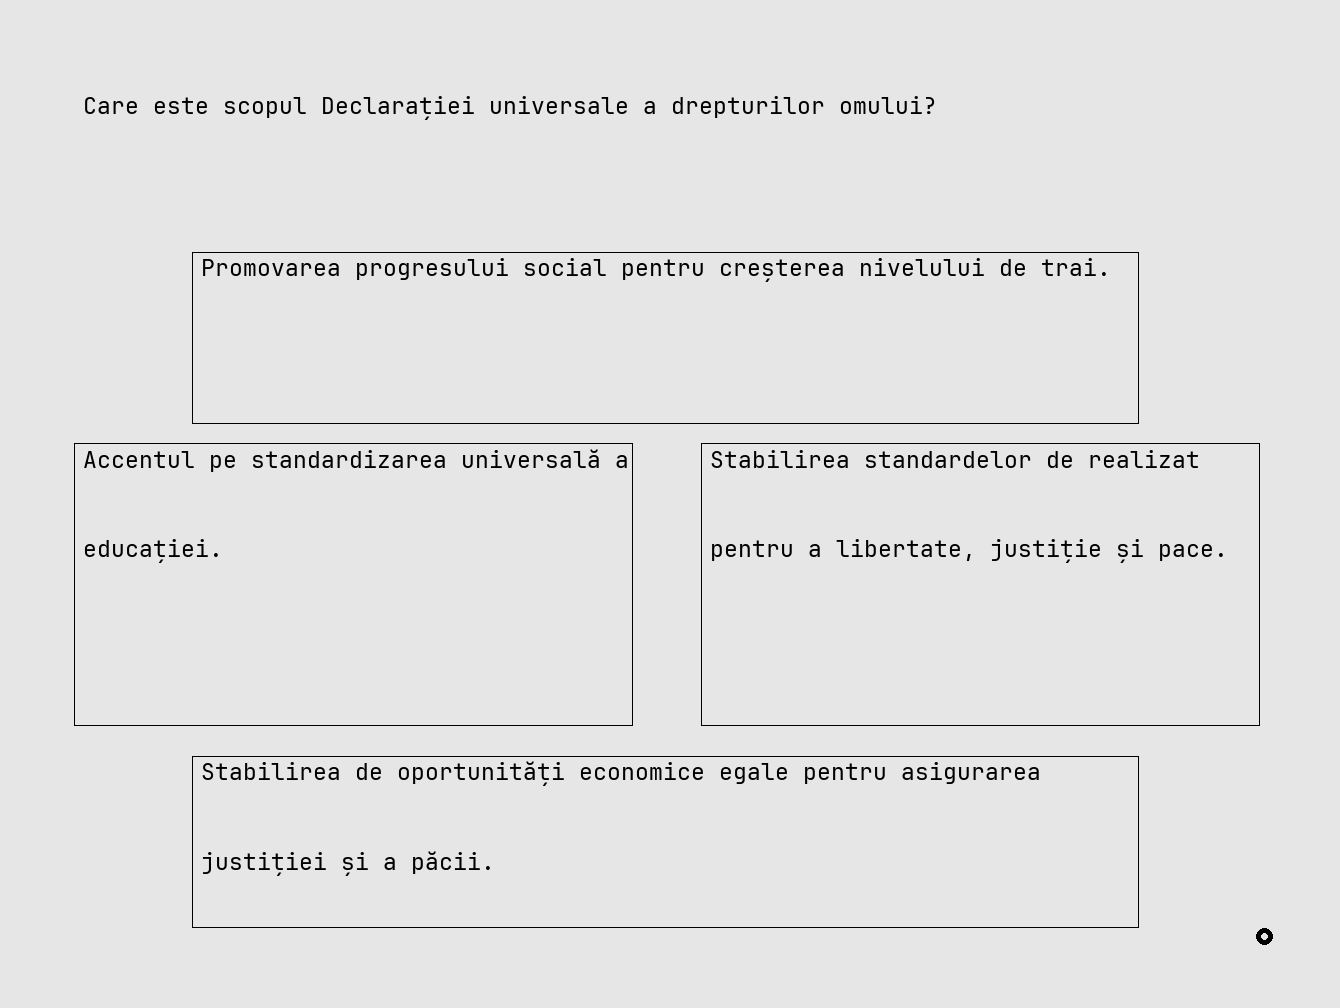 Care este scopul Declarației universale a drepturilor omului?
Promovarea progresului social pentru creșterea nivelului de trai.
Accentul pe standardizarea universală a
educației.
Stabilirea standardelor de realizat
pentru a libertate, justiție și pace.
Stabilirea de oportunități economice egale pentru asigurarea
justiției și a păcii.